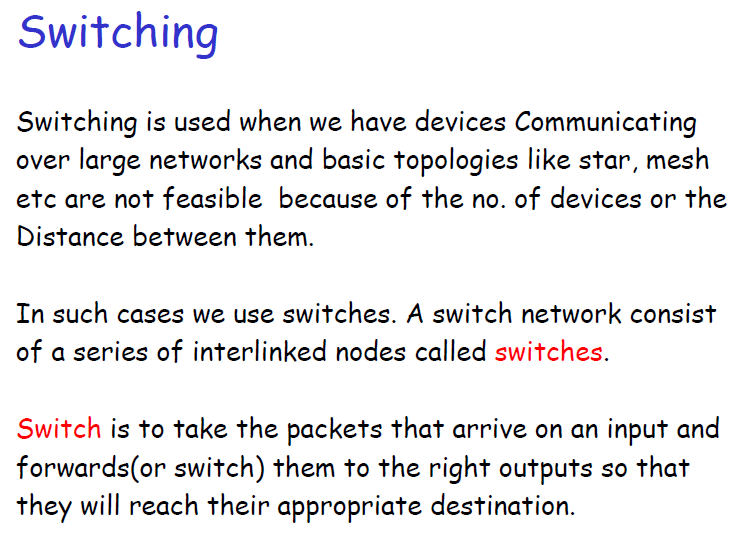 Switching
Switching is used when we have devices Communicating
over large networks and basic topologies like star, mesh
etc are not feasible  because of the no. of devices or the
Distance between them.
In such cases we use switches. A switch network consist
of a series of interlinked nodes called switches.
Switch is to take the packets that arrive on an input and
forwards(or switch) them to the right outputs so that
they will reach their appropriate destination.